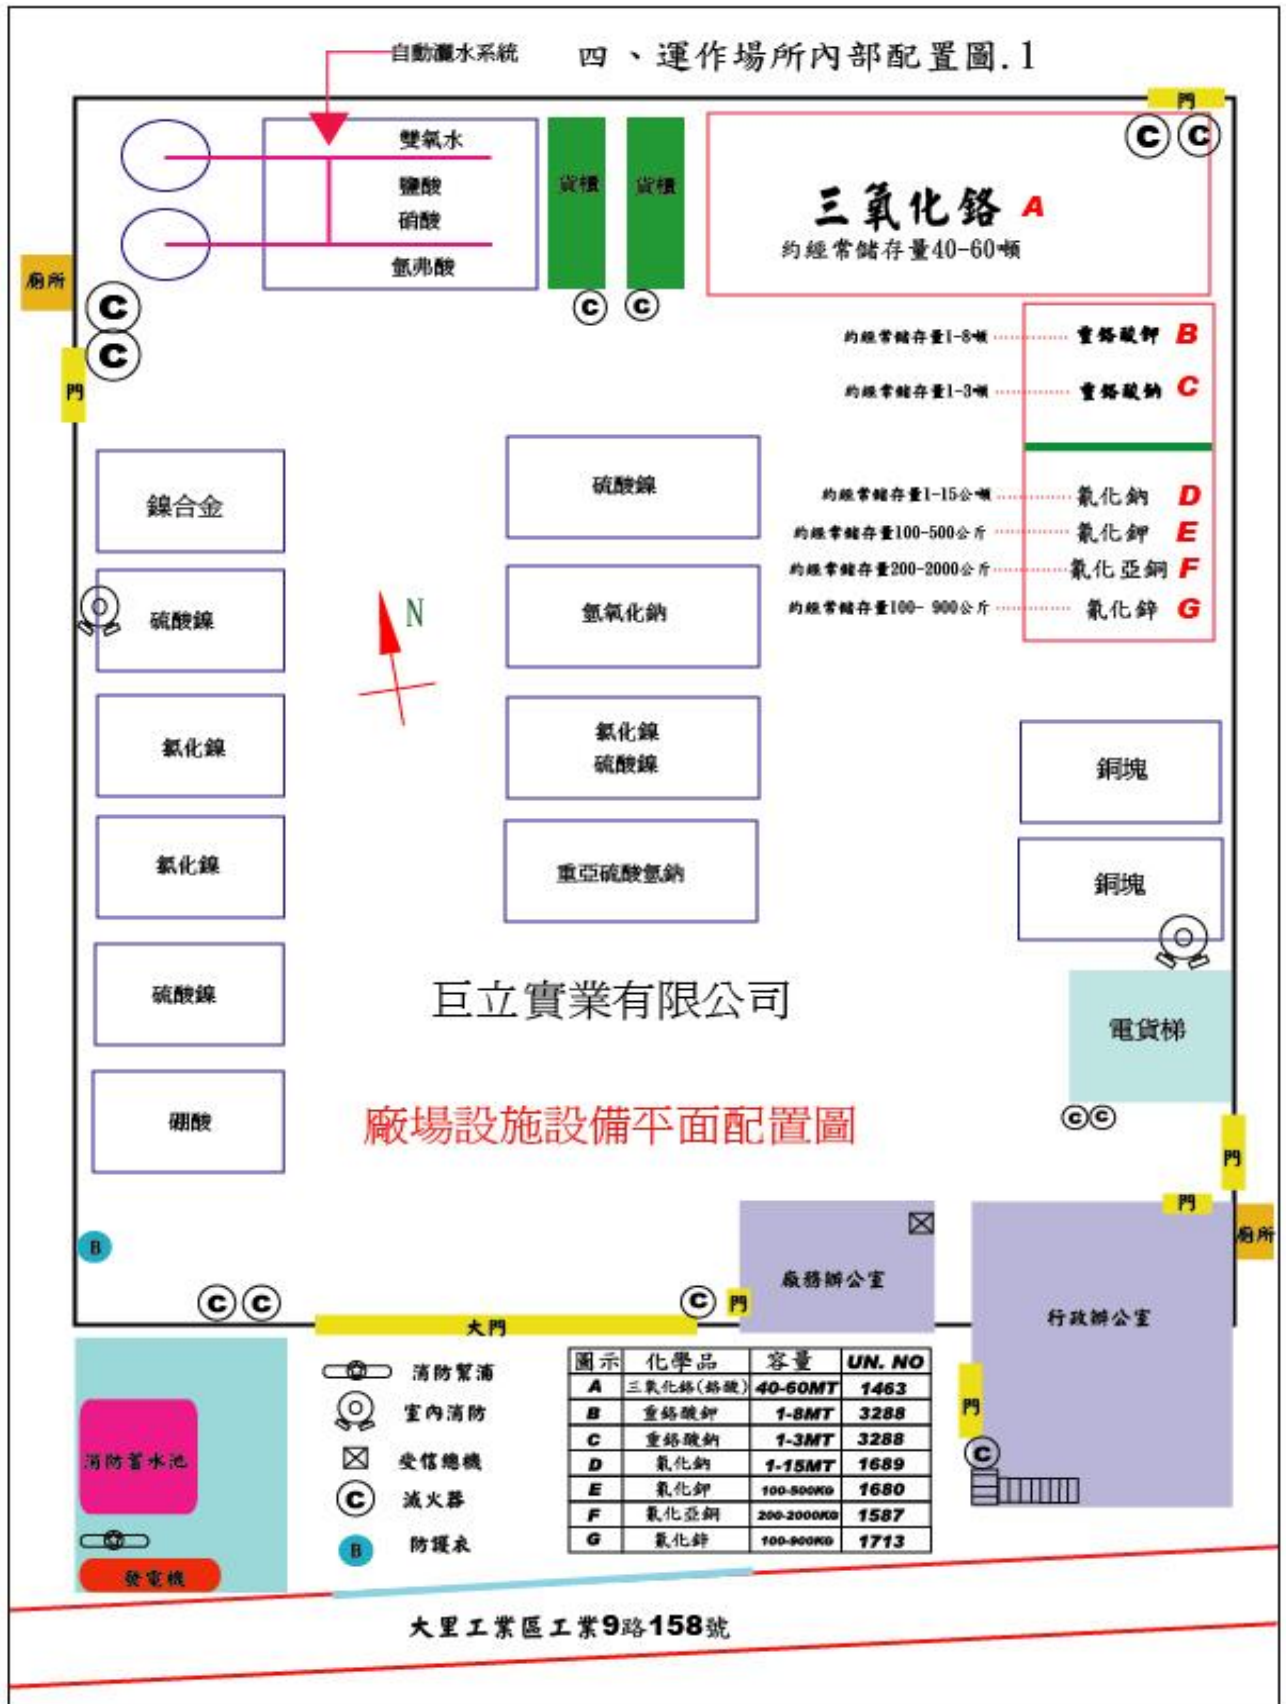 自動灑水系統
四、運作場所內部配置圖.1
門
C C
雙氧水
鹽酸
硝酸
氫弗酸
貨櫃
貨櫃
三氧化鉻 A
約經常儲存量40-60噸
廁所
C
C
C
C
門
約經常儲存量1-8噸 重鉻酸鉀 B
約經常儲存量1-3噸 重鉻酸鈉 C
約經常儲存量1-15公噸 氰化鈉 D
約經常儲存量100-500公斤 氰化鉀 E
約經常儲存量200-2000公斤 氰化亞銅 F
約經常儲存量100- 900公斤 氰化鋅 G
鎳合金
硫酸鎳
硫酸鎳
氫氧化鈉
N
氯化鎳
氯化鎳
硫酸鎳
銅塊
氯化鎳
重亞硫酸氫鈉
銅塊
硫酸鎳
巨立實業有限公司
電貨梯
硼酸
廠場設施設備平面配置圖
C C
門
門
B
廁所
廠務辦公室
C C
C 門
大門
行政辦公室
消防幫浦
室內消防
受信總機
C 滅火器
B 防護衣
圖示 化學品 容量 UN. NO
A 三氧化鉻(鉻酸) 40-60MT 1463
B 重鉻酸鉀 1-8MT 3288
C 重鉻酸鈉 1-3MT 3288
D 氰化鈉 1-15MT 1689
E 氰化鉀 100-500KG 1680
F 氰化亞銅 200-2000KG 1587
G 氰化鋅 100-900KG 1713
門
C
消防蓄水池
發電機
大里工業區工業9路158號